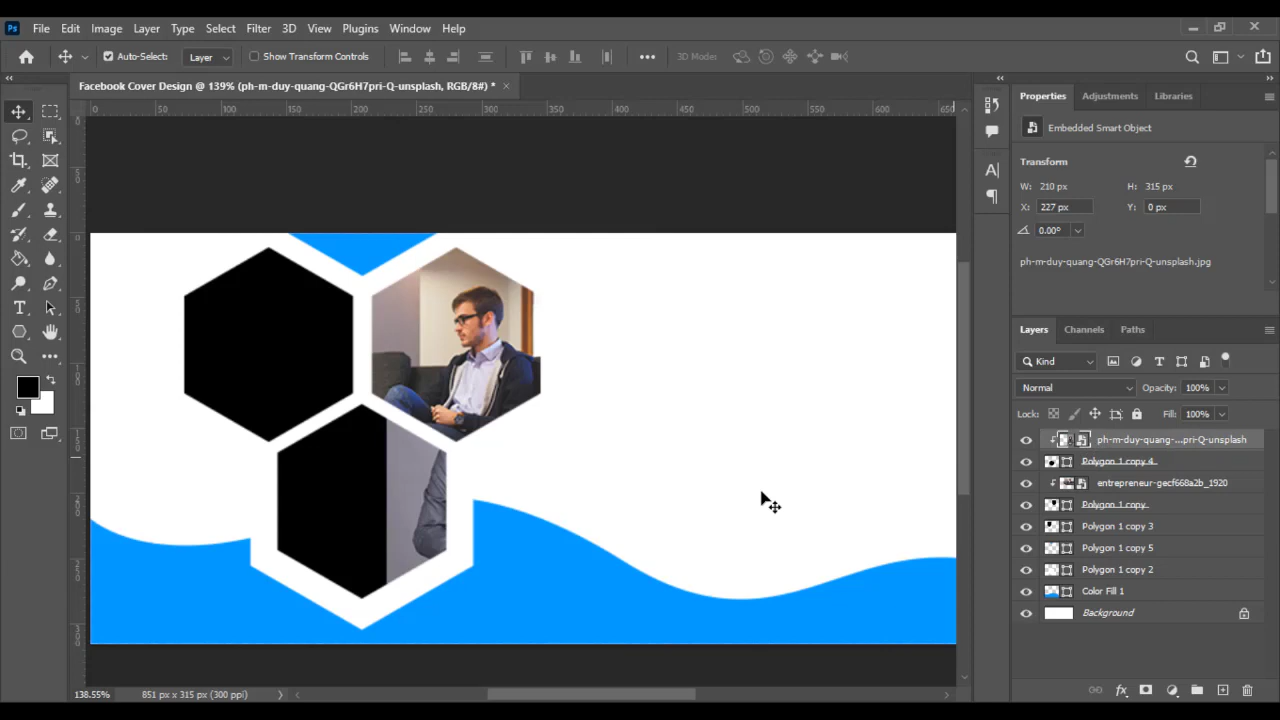 Ps File Edit Image Layer Type Select Filter 3D View Plugins Window Help
Auto-Select: Layer Show Transform Controls 3D Modes
Facebook Cover Design @ 139% (ph-m-duy-quang-QGr6H7pri-Q-unsplash, RGB/8#) *
0 50 100 150 200 250 300 350 400 450 500 550 600 650
Properties Adjustments Libraries
Embedded Smart Object
Transform
W: 210 px H: 315 px
X: 227 px Y: 0 px
0.00°
ph-m-duy-quang-QGr6H7pri-Q-unsplash.jpg
Layers Channels Paths
Kind
Normal Opacity: 100%
Lock: Fill: 100%
ph-m-duy-quang-...pri-Q-unsplash
Polygon 1 copy 4
entrepreneur-gecf668a2b_1920
Polygon 1 copy
Polygon 1 copy 3
Polygon 1 copy 5
Polygon 1 copy 2
Color Fill 1
Background
138.55% 851 px x 315 px (300 ppi)